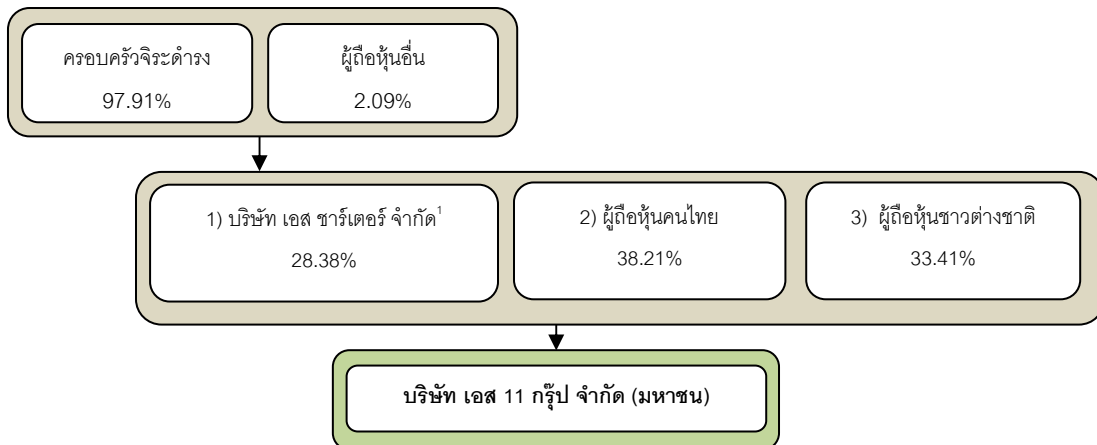 ครอบครัวจิระดำรง
97.91%
ผู้ถือหุ้นอื่น
2.09%
1) บริษัท เอส ชาร์เตอร์ จำกัด¹
28.38%
2) ผู้ถือหุ้นคนไทย
38.21%
3) ผู้ถือหุ้นชาวต่างชาติ
33.41%
บริษัท เอส 11 กรุ๊ป จำกัด (มหาชน)